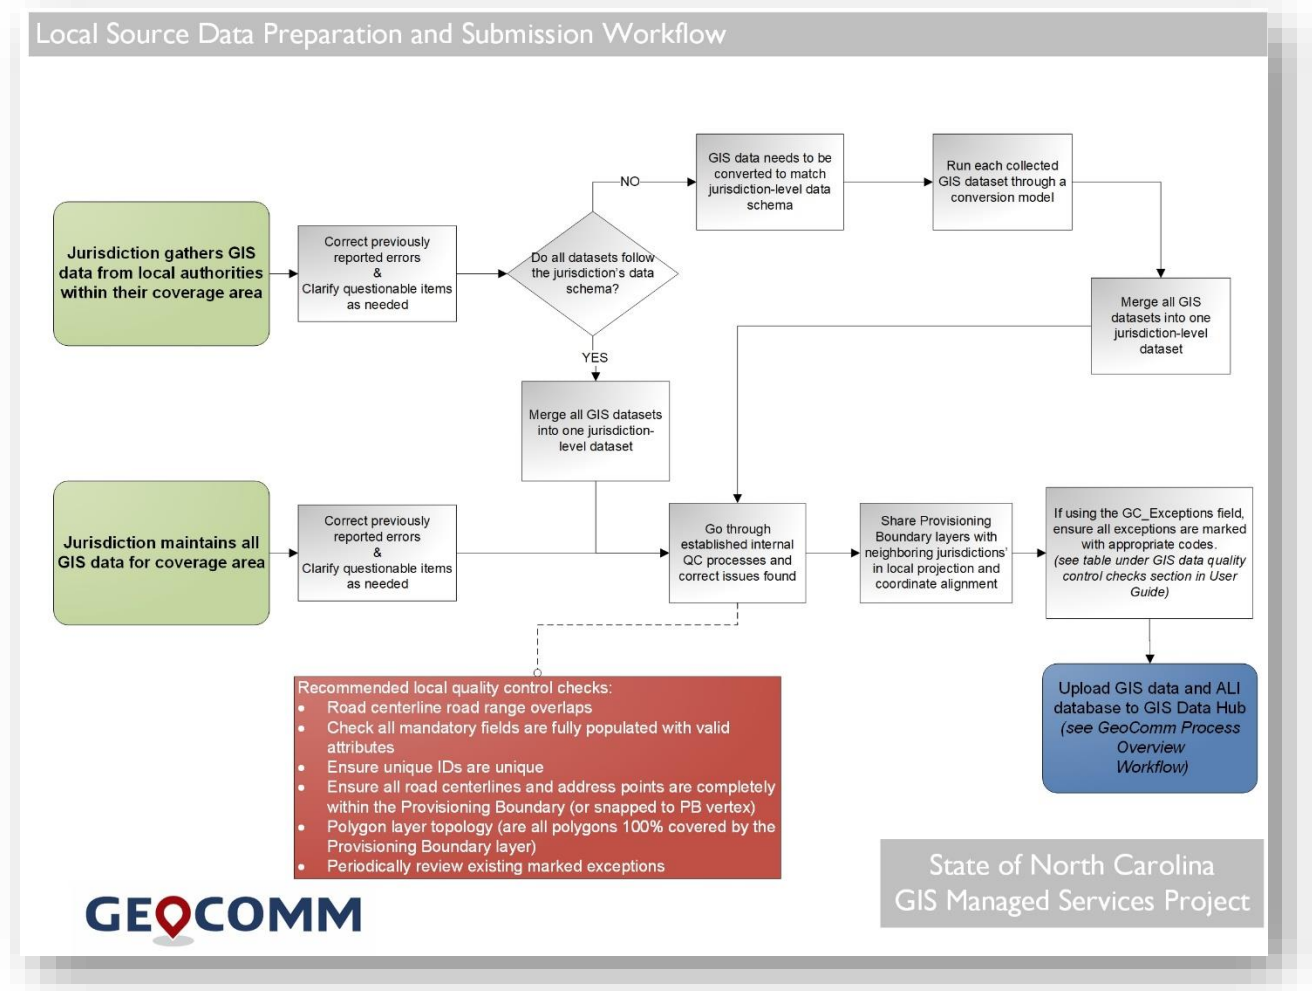 Local Source Data Preparation and Submission Workflow
GIS data needs to be
converted to match
jurisdiction-level data
schema
Run each collected
GIS dataset through a
conversion model
NO
Jurisdiction gathers GIS
data from local authorities
within their coverage area
Correct previously
reported errors
&
Clarify questionable items
as needed
Do all datasets follow
the jurisdiction's data
schema?
Merge all GIS
datasets into one
jurisdiction-level
dataset
YES
Merge all GIS datasets
into one jurisdiction-
level dataset
Jurisdiction maintains all
GIS data for coverage area
Correct previously
reported errors
&
Clarify questionable items
as needed
Go through
established internal
QC processes and
correct issues found
Share Provisioning
Boundary layers with
neighboring jurisdictions'
in local projection and
coordinate alignment
If using the GC_Exceptions field,
ensure all exceptions are marked
with appropriate codes.
(see table under GIS data quality
control checks section in User
Guide)
Recommended local quality control checks:
• Road centerline road range overlaps
• Check all mandatory fields are fully populated with valid
attributes
• Ensure unique IDs are unique
• Ensure all road centerlines and address points are completely
within the Provisioning Boundary (or snapped to PB vertex)
• Polygon layer topology (are all polygons 100% covered by the
Provisioning Boundary layer)
• Periodically review existing marked exceptions
Upload GIS data and ALI
database to GIS Data Hub
(see GeoComm Process
Overview
Workflow)
GEOCOMM
State of North Carolina
GIS Managed Services Project